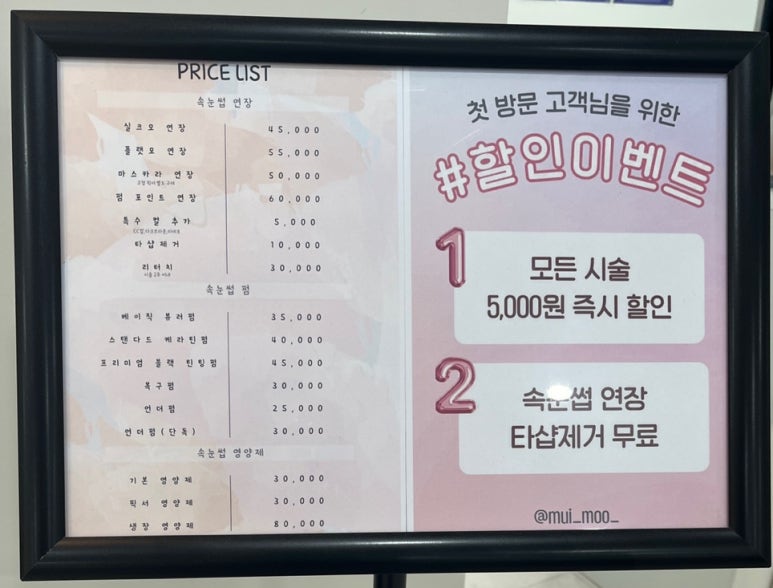 PRICE LIST
속눈썹 연장
실크모 연장 45,000
플랫모 연장 55,000
마스카라 연장 50,000
점 포인트 연장 60,000
특수 컬 추가 5,000
타샵제거 10,000
리터치 30,000
속눈썹 펌
베이직 뷰러펌 35,000
스탠다드 케라틴펌 40,000
프리미엄 블랙 틴팅펌 45,000
복구펌 30,000
언더펌 25,000
언더펌(단독) 30,000
속눈썹 영양제
기본 영양제 30,000
픽서 영양제 30,000
생장 영양제 80,000
첫 방문 고객님을 위한
#할인이벤트
1
모든 시술
5,000원 즉시 할인
2
속눈썹 연장
타샵제거 무료
@mui_moo_